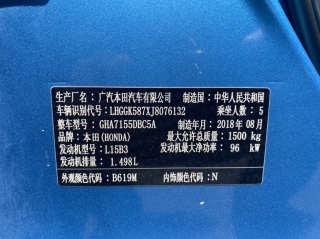 生产厂名:广汽本田汽车有限公司 制造国:中华人民共和国
车辆识别代号:LHGGK587XJ8076132 乘坐人数:5
整车型号:GHA7155DBC5A 制造年月:2018年08月
品牌:本田(HONDA) 最大允许总质量:1500 kg
发动机型号:L15B3 发动机最大净功率:96 kW
发动机排量:1.498L
外观颜色代码:B619M 内饰颜色代码:N